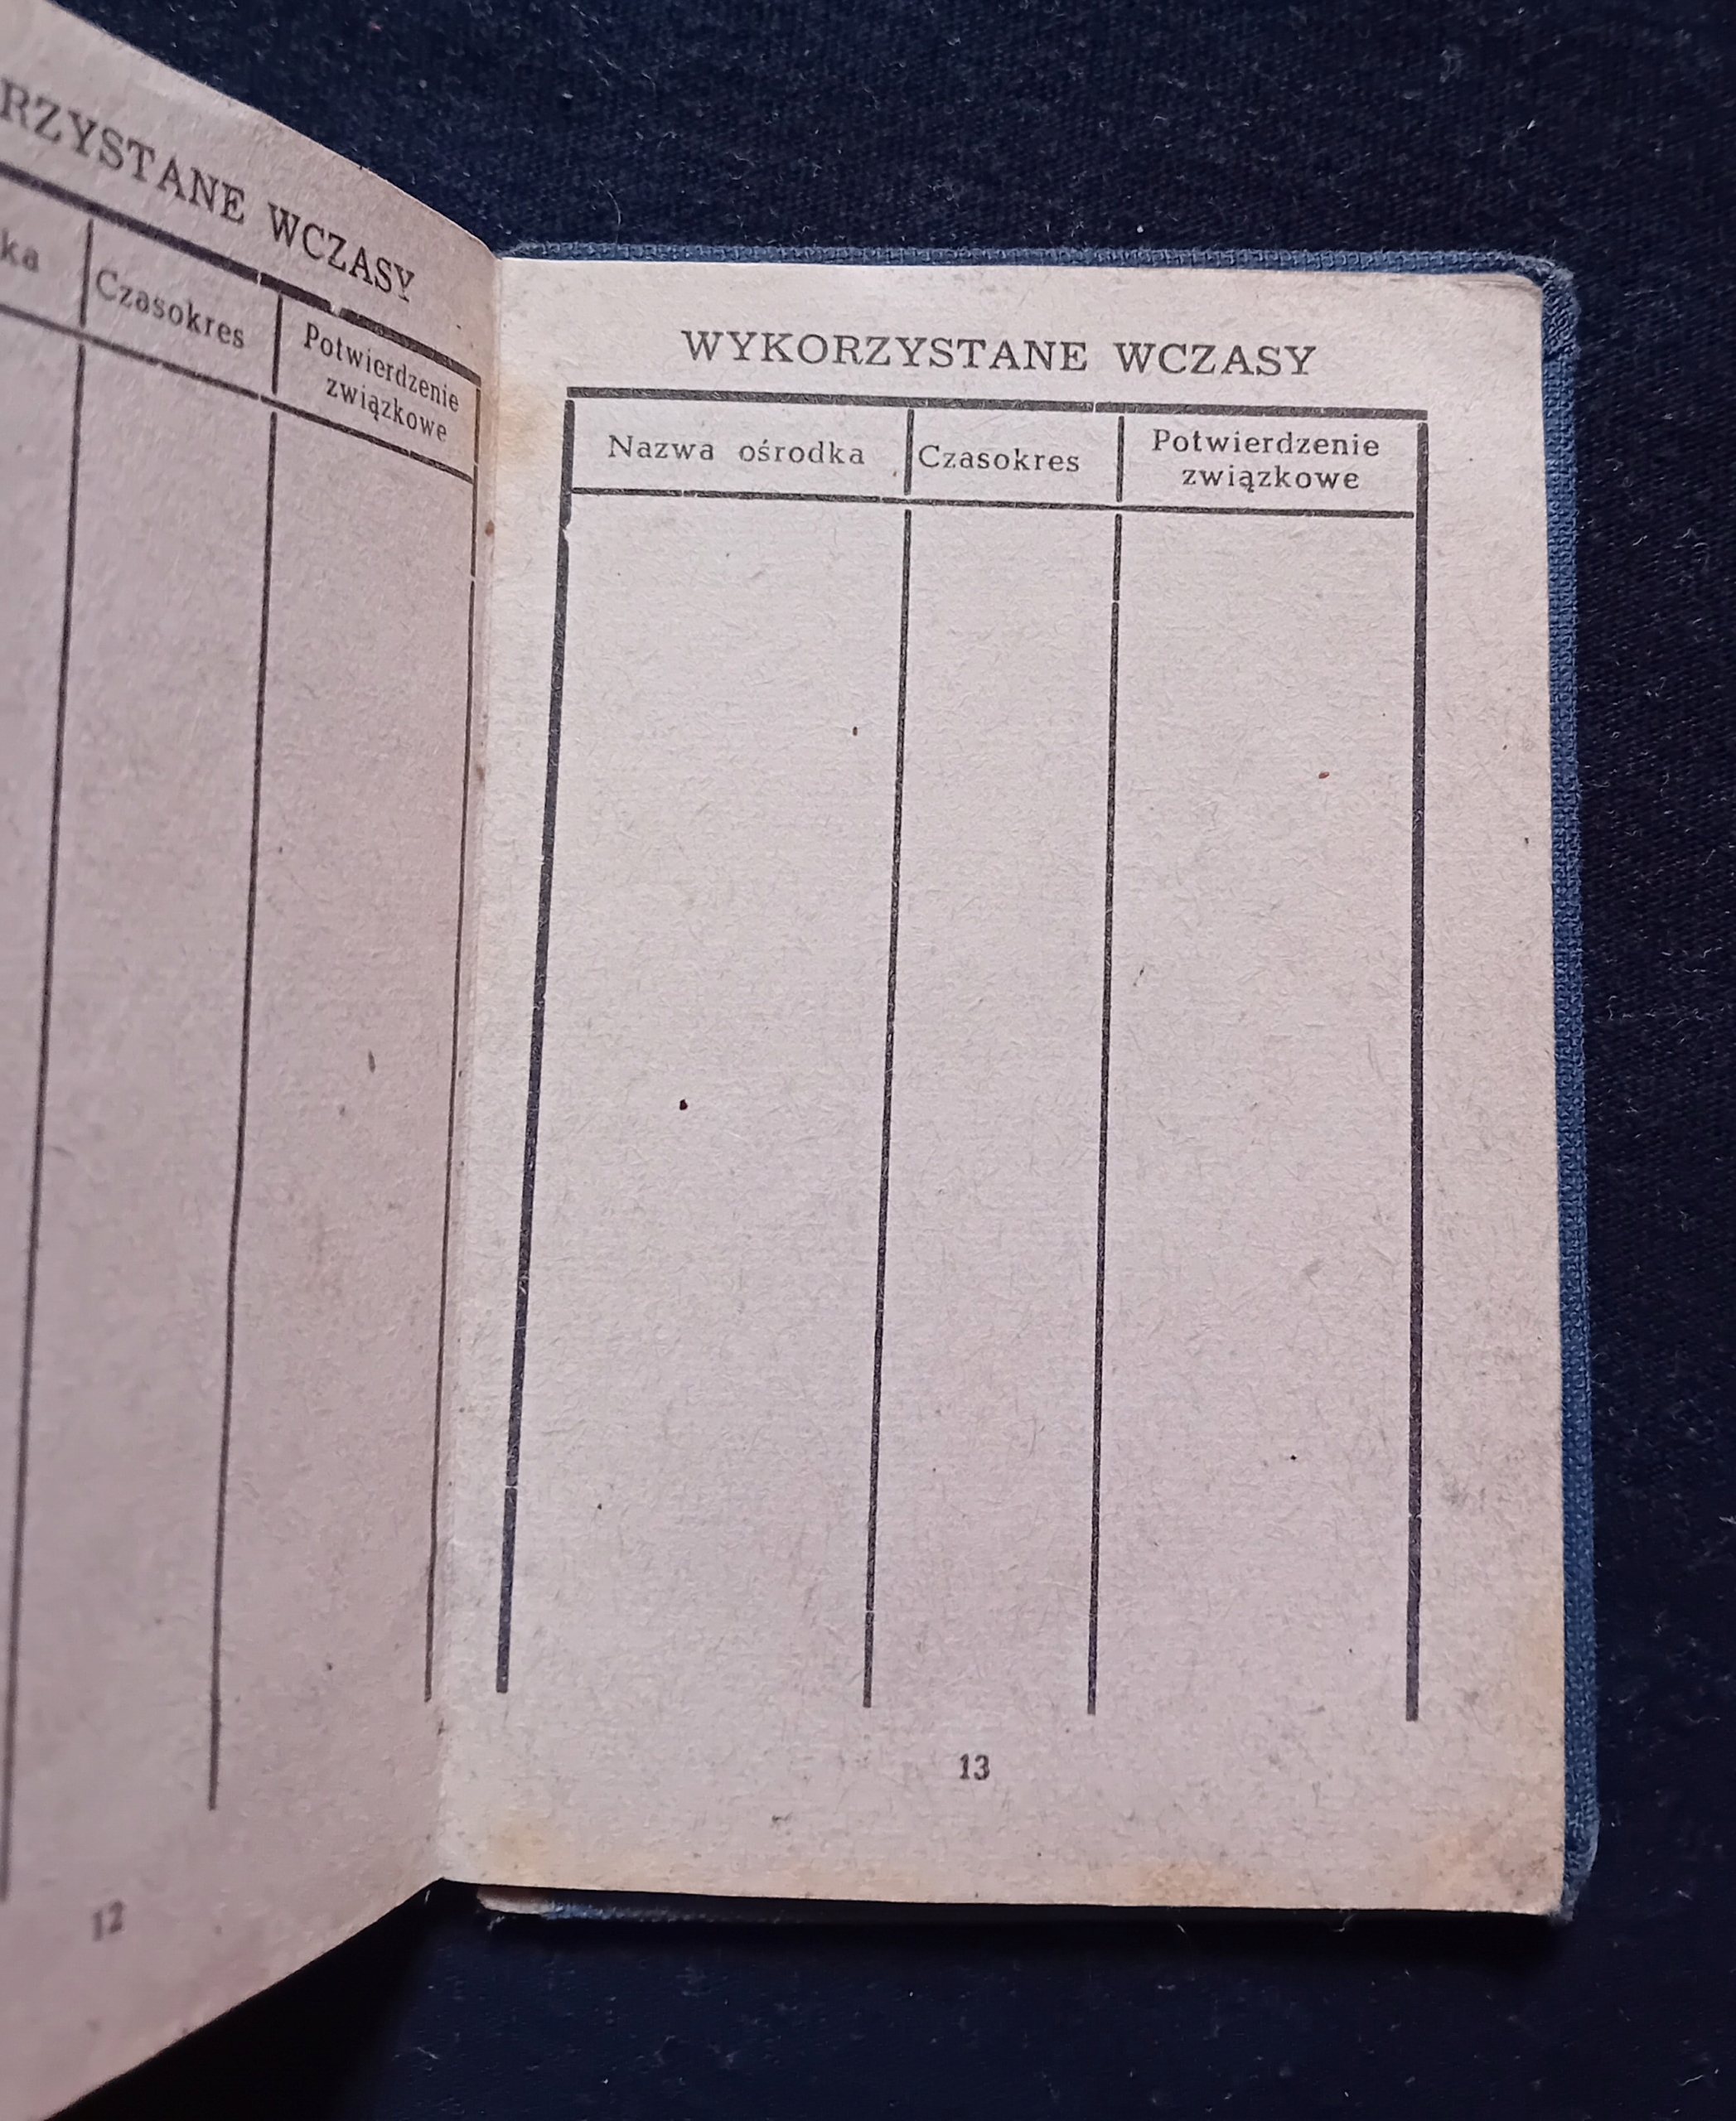 RZYSTANE WCZASY
ka
Czasokres
Potwierdzenie
związkowe
12
WYKORZYSTANE WCZASY
Nazwa ośrodka
Czasokres
Potwierdzenie
związkowe
13